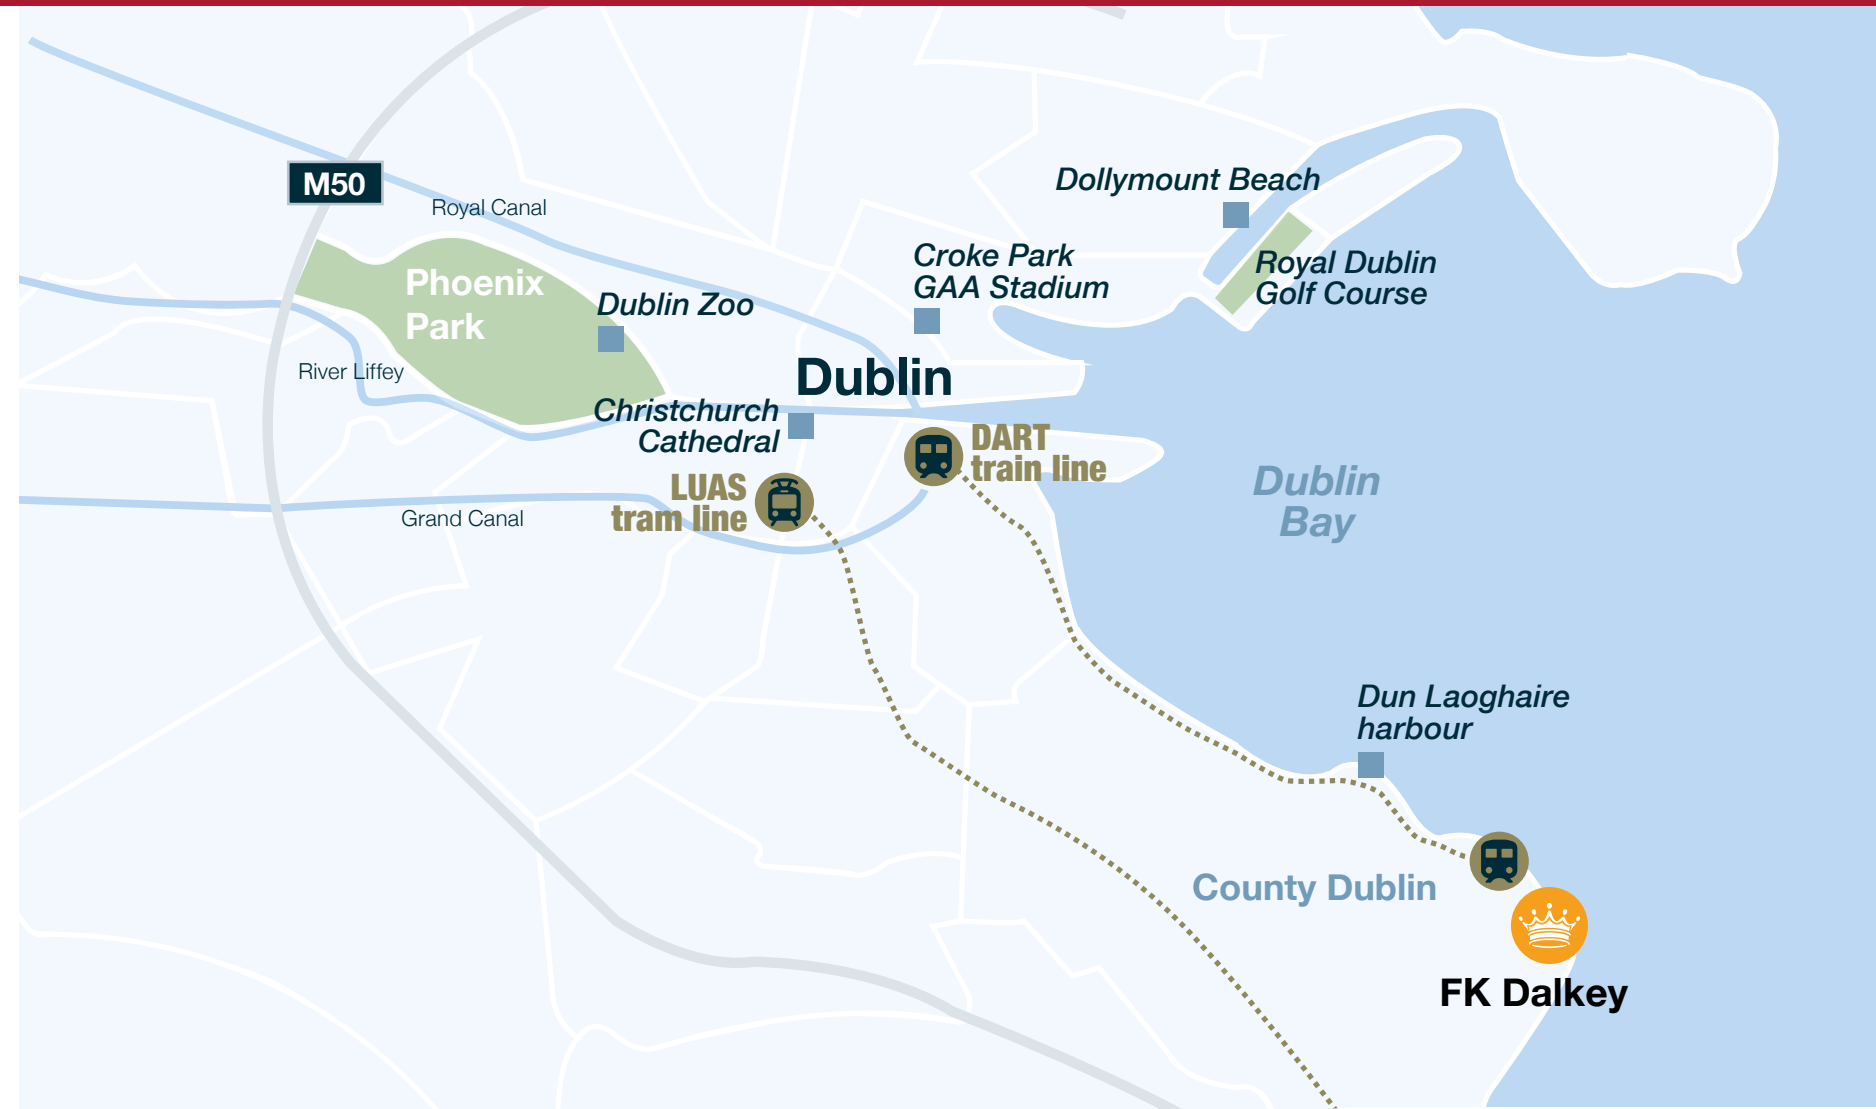 M50
Royal Canal
Dollymount Beach
Croke Park
GAA Stadium
Royal Dublin
Golf Course
Phoenix
Park
Dublin Zoo
River Liffey
Dublin
Christchurch
Cathedral
DART
train line
LUAS
tram line
Grand Canal
Dublin
Bay
Dun Laoghaire
harbour
County Dublin
FK Dalkey